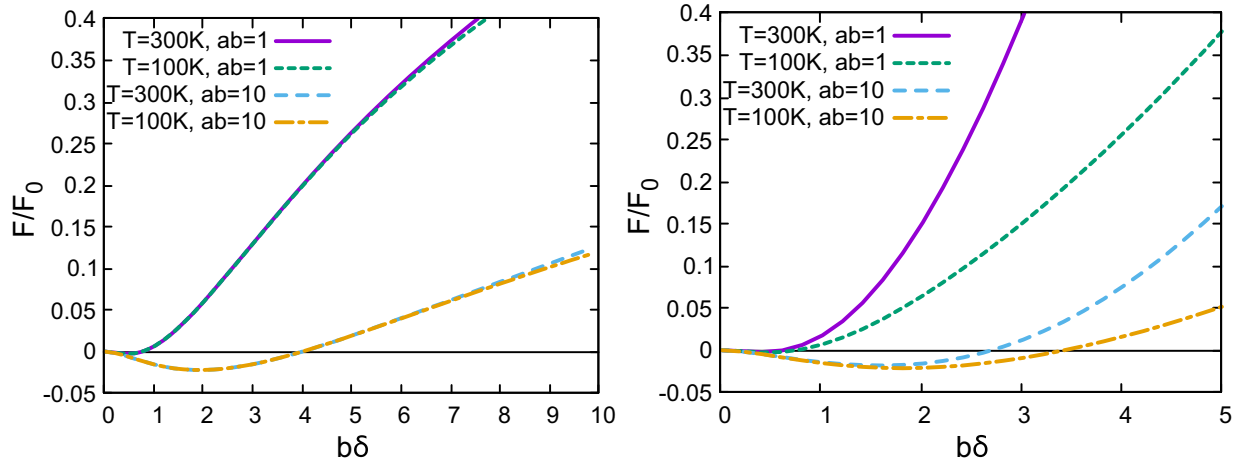 0.4
0.35
0.3
0.25
0.2
0.15
0.1
0.05
0
-0.05
F/F₀
T=300K, ab=1
T=100K, ab=1
T=300K, ab=10
T=100K, ab=10
0 1 2 3 4 5 6 7 8 9 10
bδ
0.4
0.35
0.3
0.25
0.2
0.15
0.1
0.05
0
-0.05
F/F₀
T=300K, ab=1
T=100K, ab=1
T=300K, ab=10
T=100K, ab=10
0 1 2 3 4 5
bδ